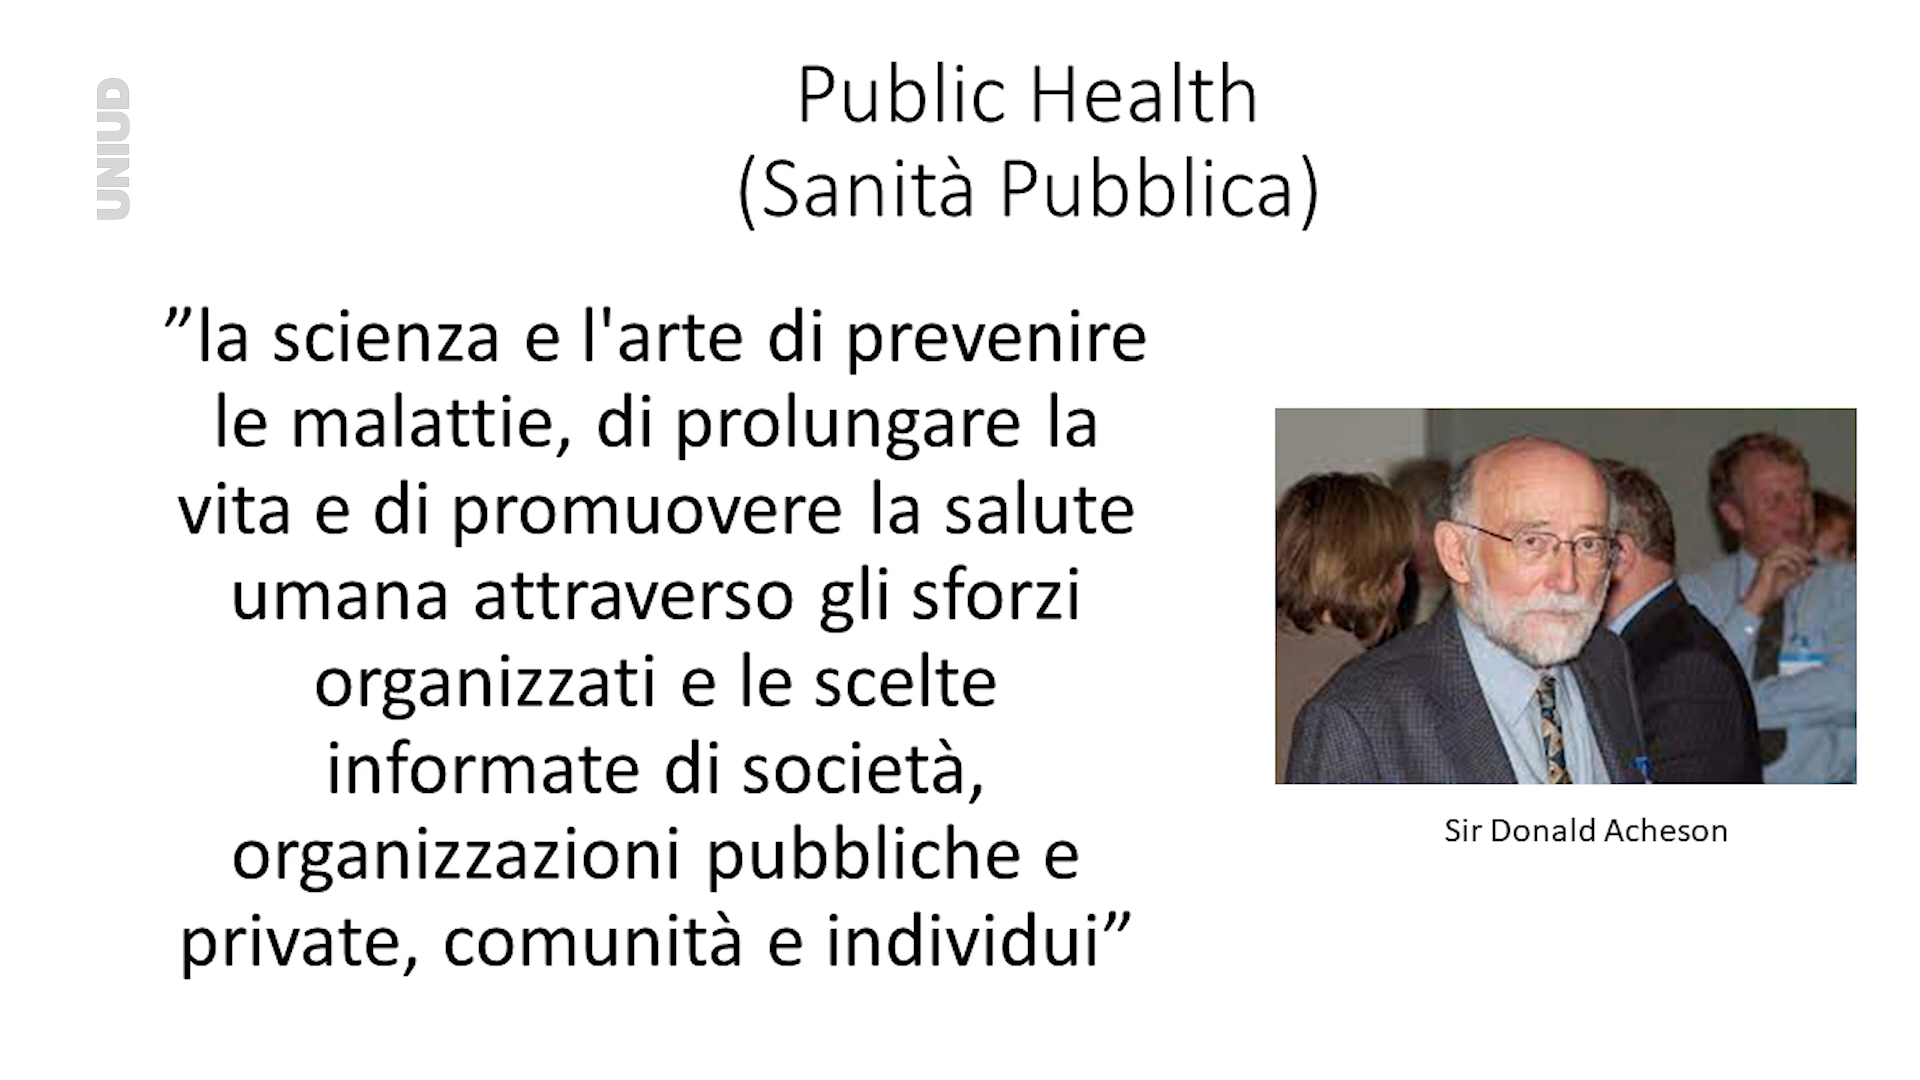 UNIUD
Public Health
(Sanità Pubblica)
”la scienza e l'arte di prevenire
le malattie, di prolungare la
vita e di promuovere la salute
umana attraverso gli sforzi
organizzati e le scelte
informate di società,
organizzazioni pubbliche e
private, comunità e individui”
Sir Donald Acheson